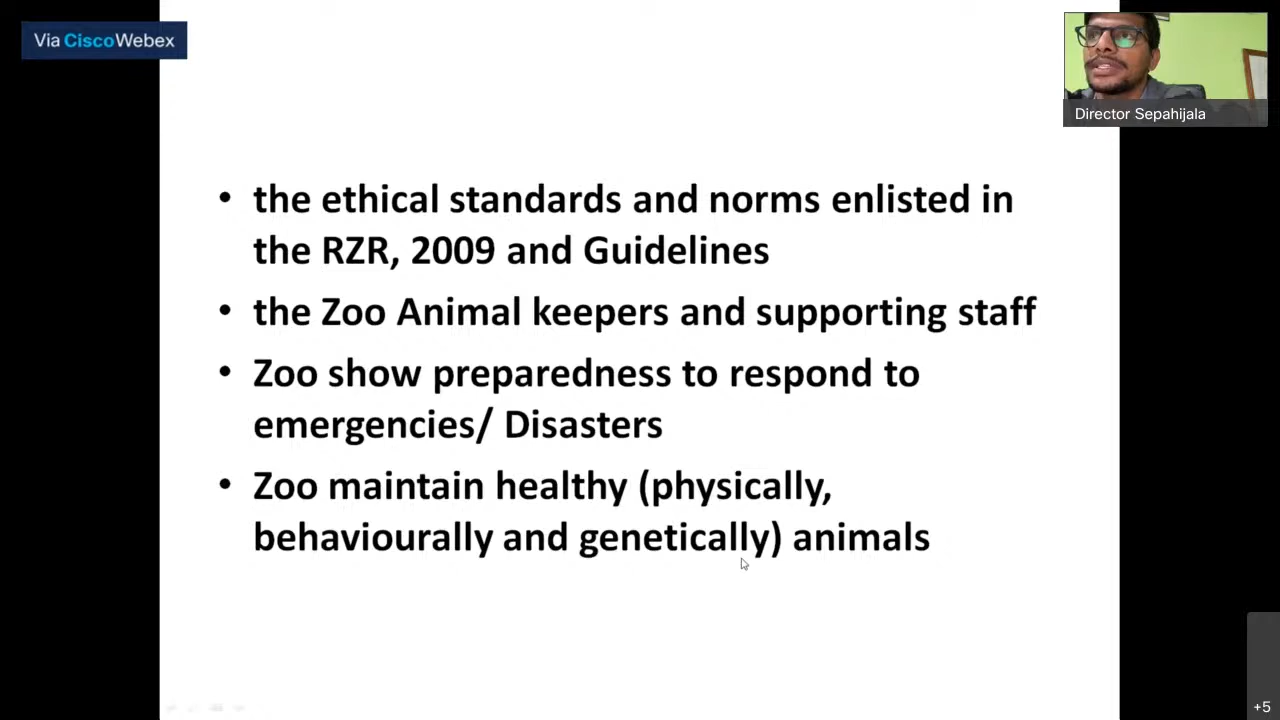 Via CiscoWebex
Director Sepahijala
• the ethical standards and norms enlisted in
the RZR, 2009 and Guidelines
• the Zoo Animal keepers and supporting staff
• Zoo show preparedness to respond to
emergencies/ Disasters
• Zoo maintain healthy (physically,
behaviourally and genetically) animals
+5